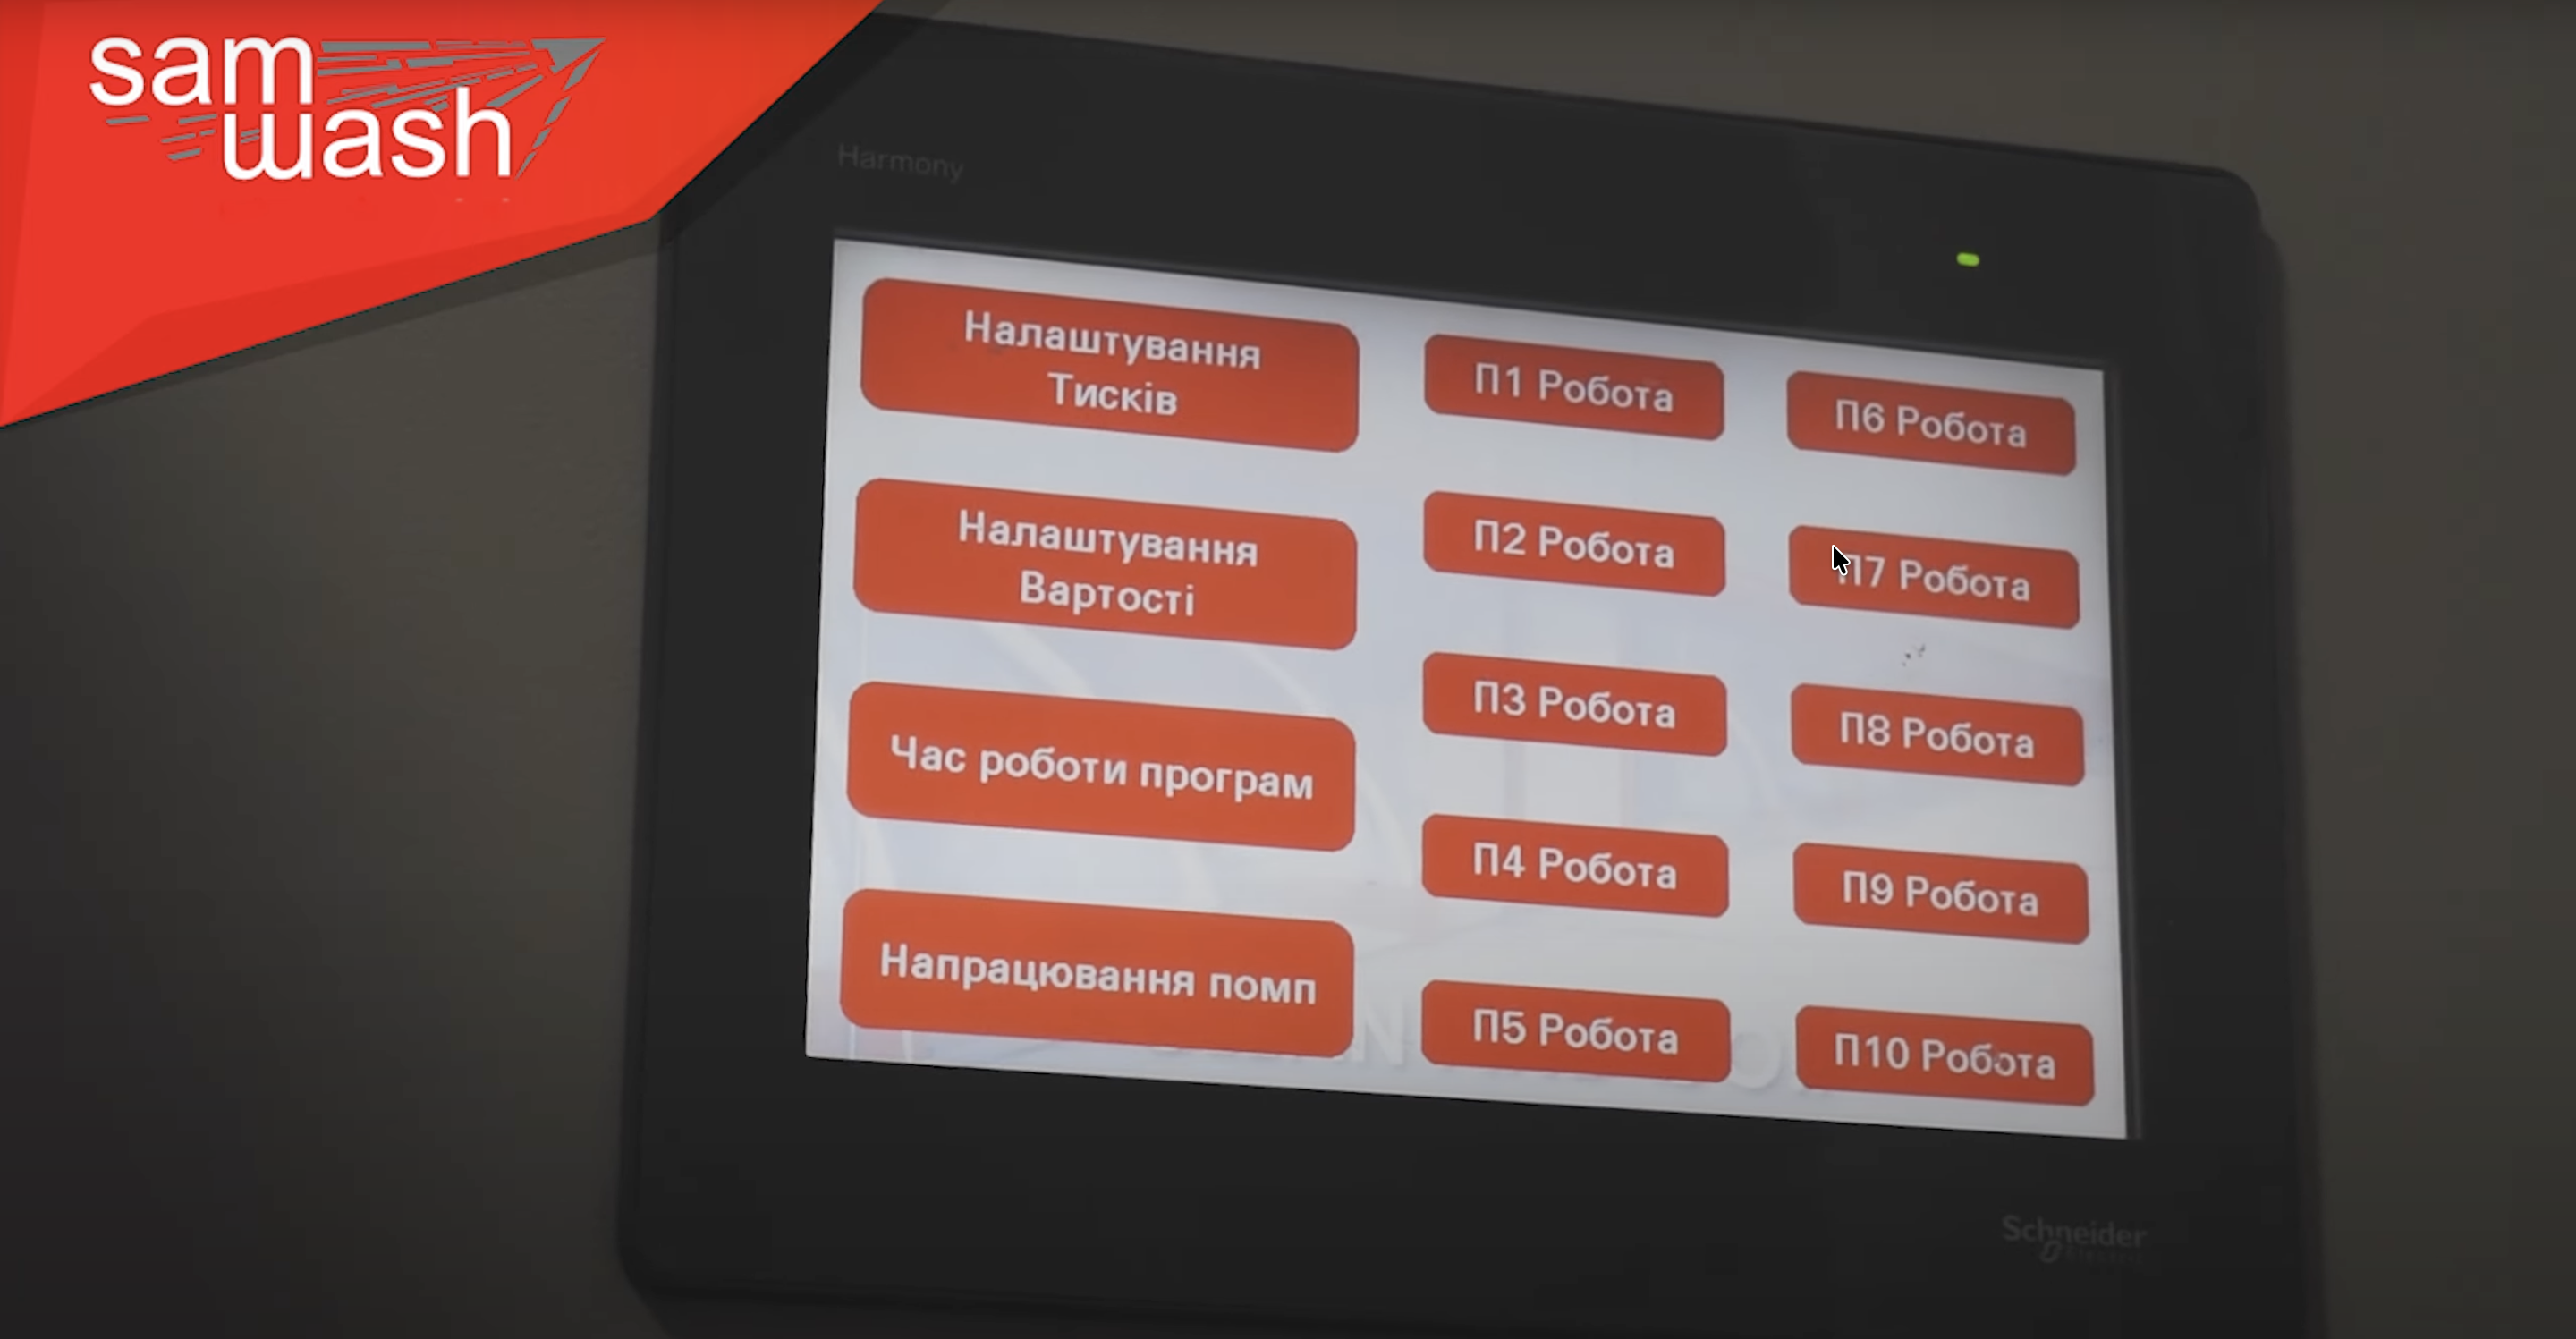 sam
wash
Harmony
Налаштування
Тисків
Налаштування
Вартості
Час роботи програм
Напрацювання помп
П1 Робота
П2 Робота
П3 Робота
П4 Робота
П5 Робота
П6 Робота
П7 Робота
П8 Робота
П9 Робота
П10 Робота
Schneider
Electric